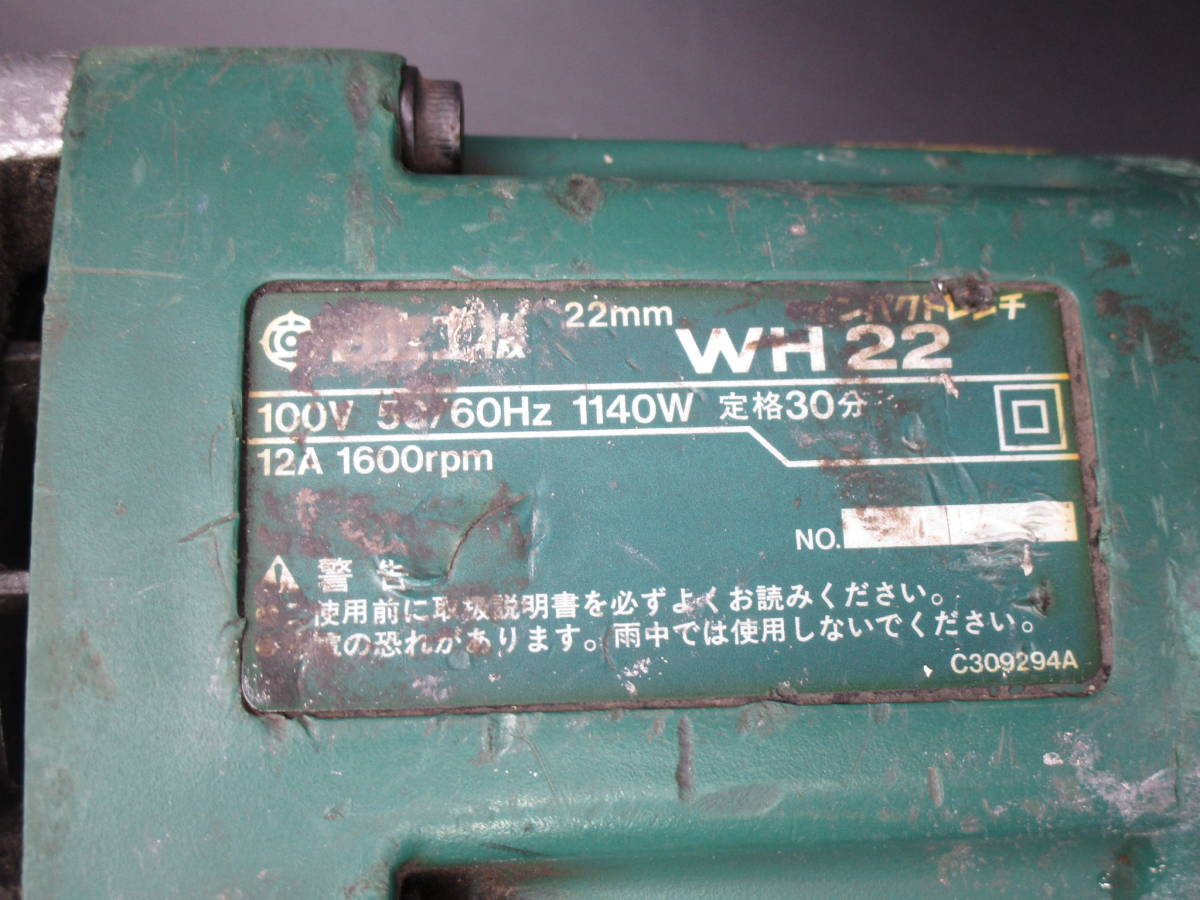 22mm
WH 22
100V 50/60Hz 1140W 定格30分
12A 1600rpm
NO.
警告
使用前に取扱説明書を必ずよくお読みください。
の恐れがあります。雨中では使用しないでください。
C309294A